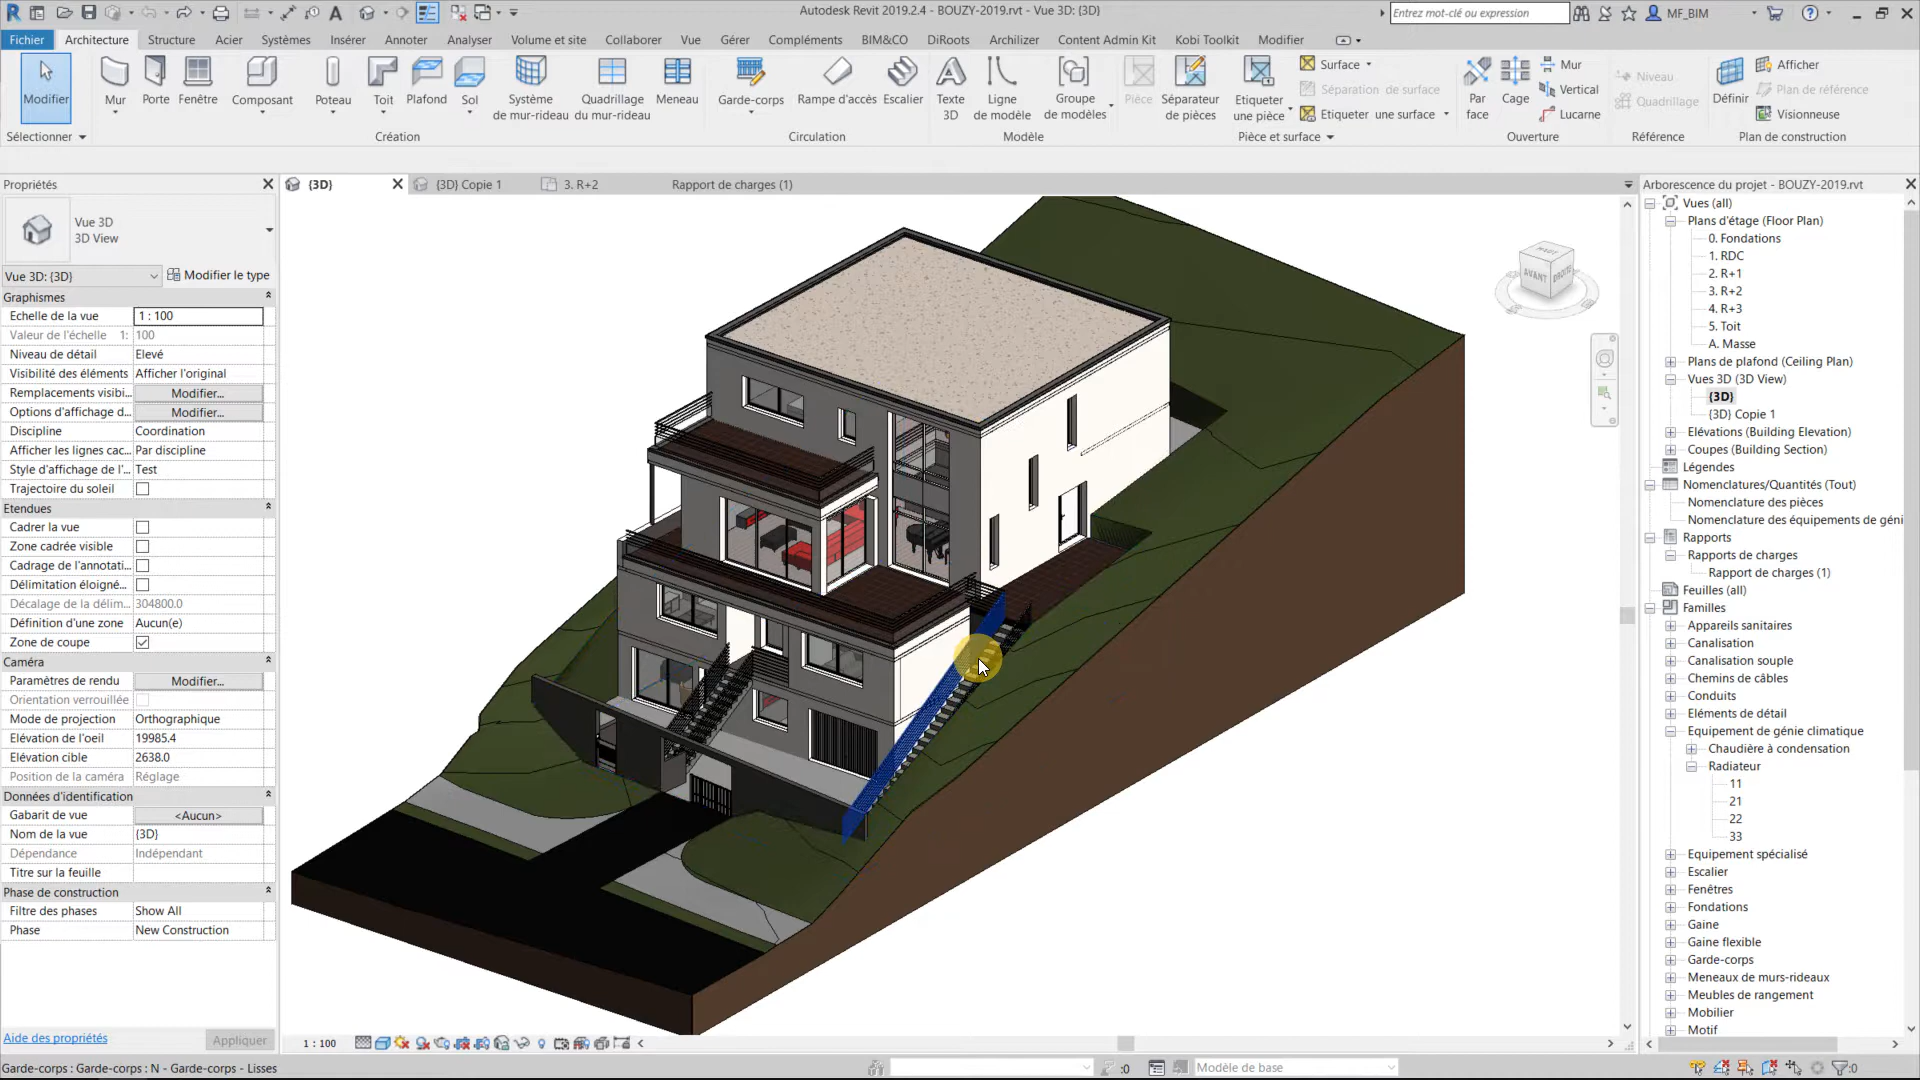 Autodesk Revit 2019.2.4 - BOUZY-2019.rvt - Vue 3D: {3D}
Entrez mot-clé ou expression
MF_BIM
Fichier Architecture Structure Acier Systèmes Insérer Annoter Analyser Volume et site Collaborer Vue Gérer Compléments BIM&CO DiRoots Archilizer Content Admin Kit Kobi Toolkit Modifier
Modifier Mur Porte Fenêtre Composant Poteau Toit Plafond Sol Système de mur-rideau Quadrillage du mur-rideau Meneau Garde-corps Rampe d'accès Escalier Texte 3D Ligne de modèle Groupe de modèles Pièce Séparateur de pièces Etiqueter une pièce
Surface
Séparation de surface
Etiqueter une surface
Par face Cage
Mur
Vertical
Lucarne
Niveau
Quadrillage
Définir
Afficher
Plan de référence
Visionneuse
Sélectionner Création Circulation Modèle Pièce et surface Ouverture Référence Plan de construction
Propriétés
{3D} {3D} Copie 1 3. R+2 Rapport de charges (1)
Vue 3D
3D View
Vue 3D: {3D} Modifier le type
Graphismes
Echelle de la vue 1 : 100
Valeur de l'échelle 1: 100
Niveau de détail Elevé
Visibilité des éléments Afficher l'original
Remplacements visibi... Modifier...
Options d'affichage d... Modifier...
Discipline Coordination
Afficher les lignes cac... Par discipline
Style d'affichage de l'... Test
Trajectoire du soleil
Etendues
Cadrer la vue
Zone cadrée visible
Cadrage de l'annotati...
Délimitation éloigné...
Décalage de la délim... 304800.0
Définition d'une zone Aucun(e)
Zone de coupe
Caméra
Paramètres de rendu Modifier...
Orientation verrouillée
Mode de projection Orthographique
Elévation de l'oeil 19985.4
Elévation cible 2638.0
Position de la caméra Réglage
Données d'identification
Gabarit de vue <Aucun>
Nom de la vue {3D}
Dépendance Indépendant
Titre sur la feuille
Phase de construction
Filtre des phases Show All
Phase New Construction
Aide des propriétés Appliquer
AVANT
Arborescence du projet - BOUZY-2019.rvt
Vues (all)
Plans d'étage (Floor Plan)
0. Fondations
1. RDC
2. R+1
3. R+2
4. R+3
5. Toit
A. Masse
Plans de plafond (Ceiling Plan)
Vues 3D (3D View)
{3D}
{3D} Copie 1
Elévations (Building Elevation)
Coupes (Building Section)
Légendes
Nomenclatures/Quantités (Tout)
Nomenclature des pièces
Nomenclature des équipements de géni
Rapports
Rapports de charges
Rapport de charges (1)
Feuilles (all)
Familles
Appareils sanitaires
Canalisation
Canalisation souple
Chemins de câbles
Conduits
Eléments de détail
Equipement de génie climatique
Chaudière à condensation
Radiateur
11
21
22
33
Equipement spécialisé
Escalier
Fenêtres
Fondations
Gaine
Gaine flexible
Garde-corps
Meneaux de murs-rideaux
Meubles de rangement
Mobilier
Motif
1 : 100
Garde-corps : Garde-corps : N - Garde-corps - Lisses
:0
Modèle de base
:0